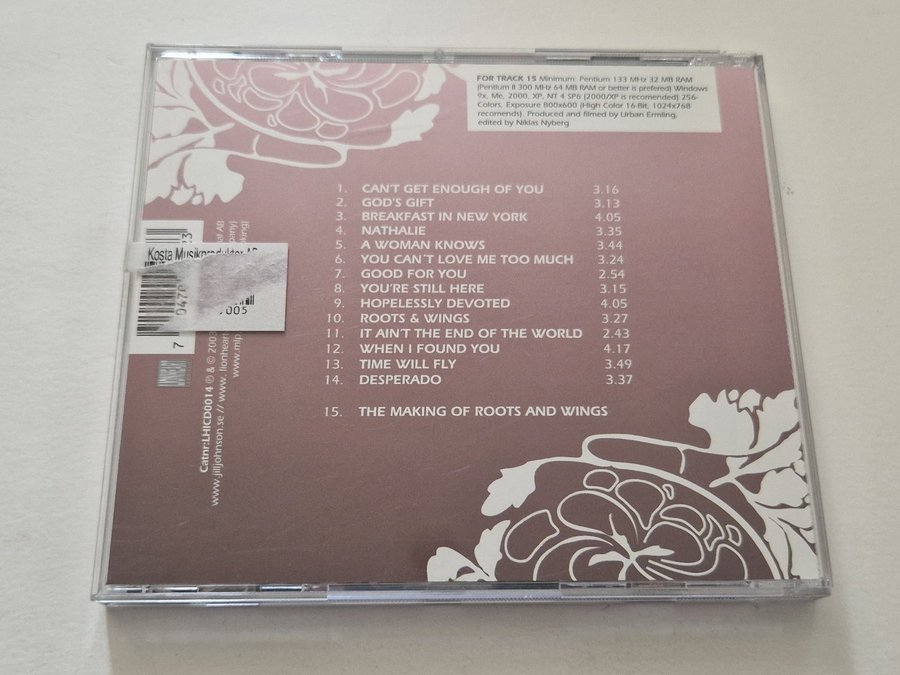 FOR TRACK 15 Minimum: Pentium 133 MHz 32 MB RAM
(Pentium II 300 MHz 64 MB RAM or better is prefered) Windows
9x, Me, 2000, XP, NT 4 SP6 (2000/XP is recomended) 256-
Colors, Exposure 800x600 (High Color 16-Bit, 1024x768
recomends). Produced and filmed by Urban Ermling,
edited by Niklas Nyberg
1. CAN'T GET ENOUGH OF YOU 3.16
2. GOD'S GIFT 3.13
3. BREAKFAST IN NEW YORK 4.05
4. NATHALIE 3.35
5. A WOMAN KNOWS 3.44
6. YOU CAN'T LOVE ME TOO MUCH 3.24
7. GOOD FOR YOU 2.54
8. YOU'RE STILL HERE 3.15
9. HOPELESSLY DEVOTED 4.05
10. ROOTS & WINGS 3.27
11. IT AIN'T THE END OF THE WORLD 2.43
12. WHEN I FOUND YOU 4.17
13. TIME WILL FLY 3.49
14. DESPERADO 3.37
15. THE MAKING OF ROOTS AND WINGS
Kosta Musikprodukter AB
005
7
Catnr:LHICD0014 ℗ & © 2003
www.jilljohnson.se // www.